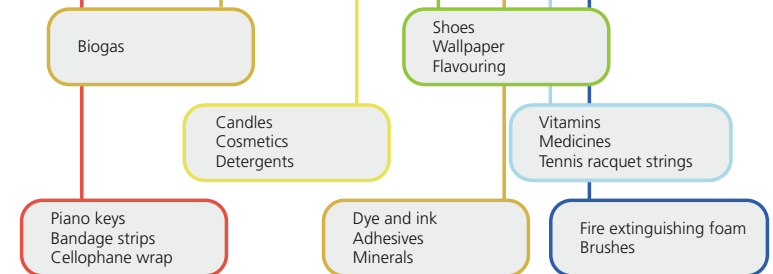 Biogas
Shoes
Wallpaper
Flavouring
Candles
Cosmetics
Detergents
Vitamins
Medicines
Tennis racquet strings
Piano keys
Bandage strips
Cellophane wrap
Dye and ink
Adhesives
Minerals
Fire extinguishing foam
Brushes